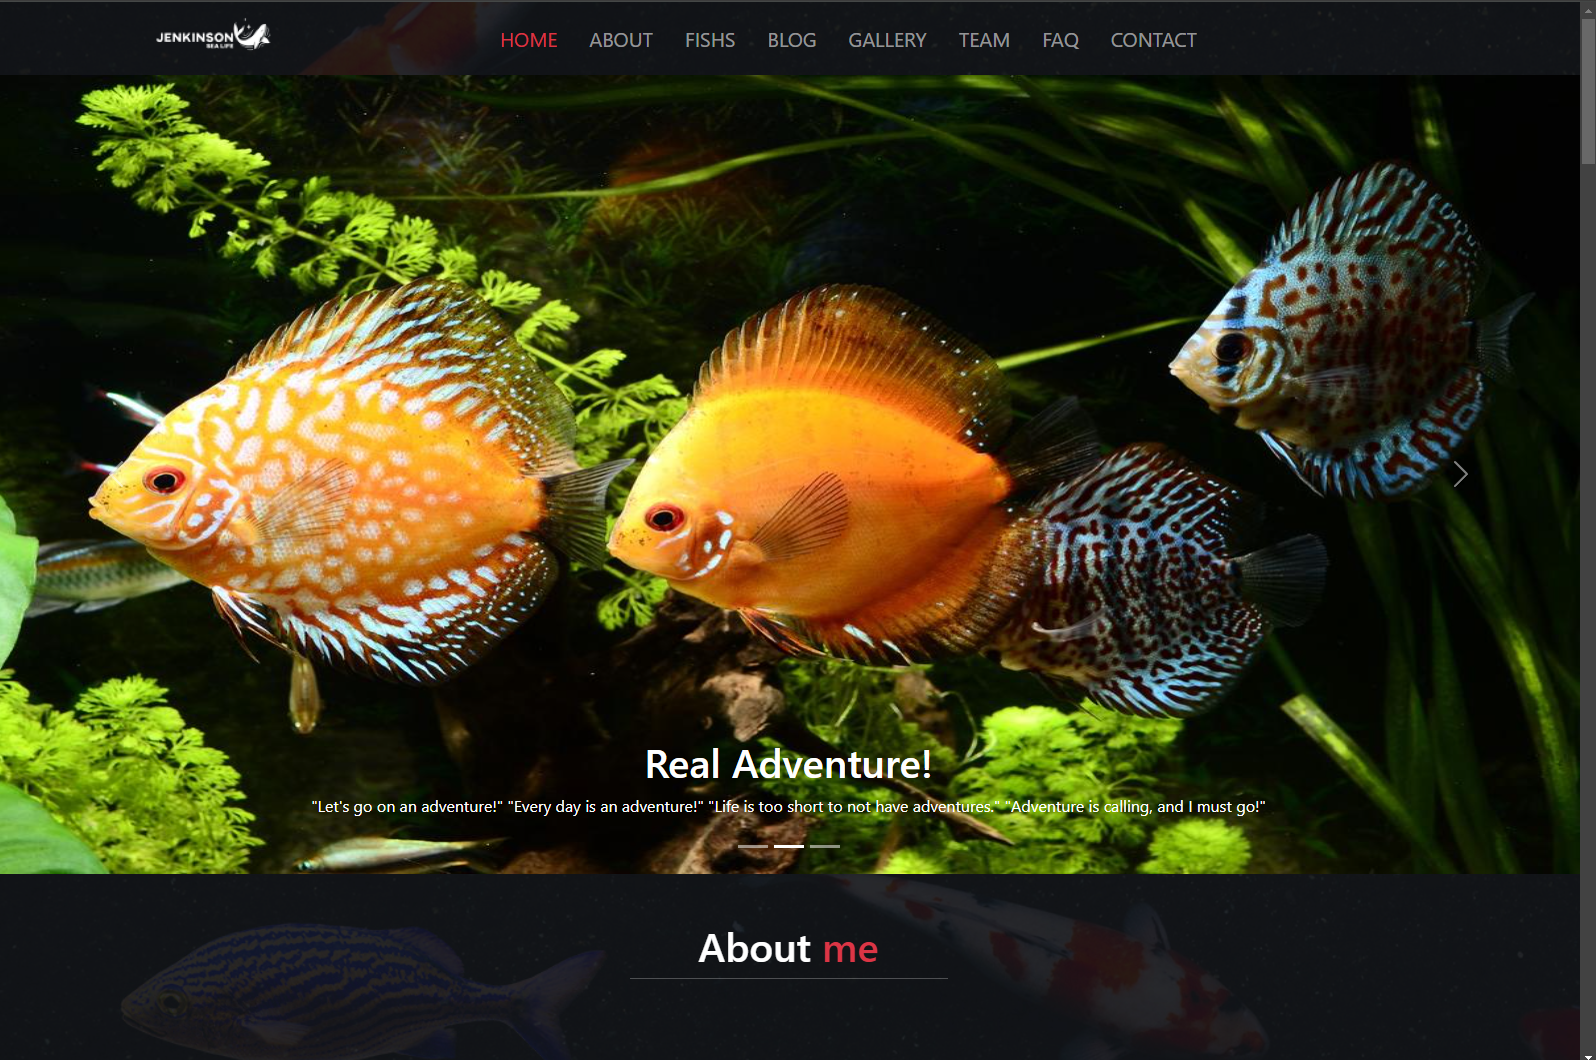 JENKINSON
SEA LIFE
HOME ABOUT FISHS BLOG GALLERY TEAM FAQ CONTACT
Real Adventure!
"Let's go on an adventure!" "Every day is an adventure!" "Life is too short to not have adventures." "Adventure is calling, and I must go!"
About me